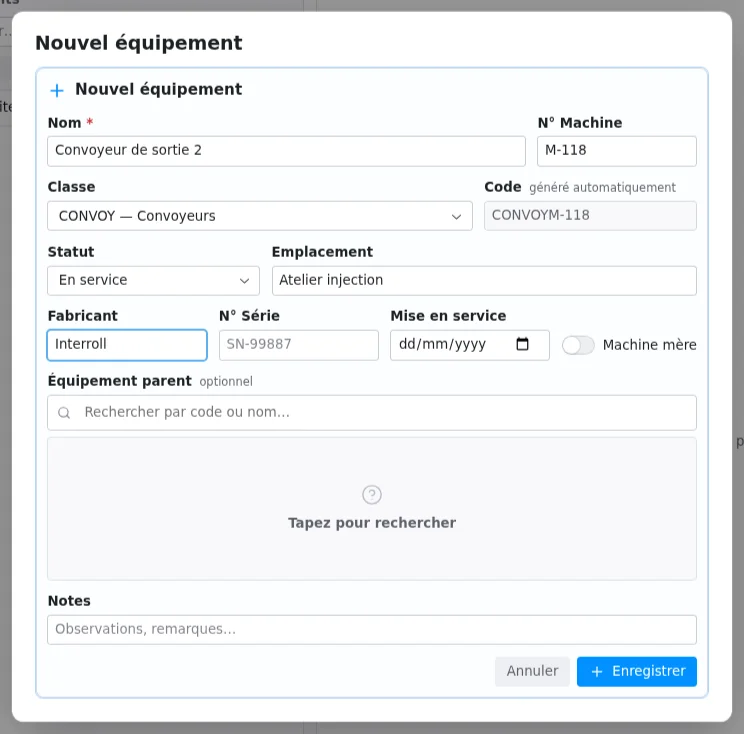 Nouvel équipement
Nouvel équipement
Nom *
N° Machine
Convoyeur de sortie 2
M-118
Classe
Code généré automatiquement
CONVOY — Convoyeurs
CONVOYM-118
Statut
Emplacement
En service
Atelier injection
Fabricant
N° Série
Mise en service
Interroll
SN-99887
dd/mm/yyyy
Machine mère
Équipement parent optionnel
Rechercher par code ou nom...
Tapez pour rechercher
Notes
Observations, remarques...
Annuler
Enregistrer